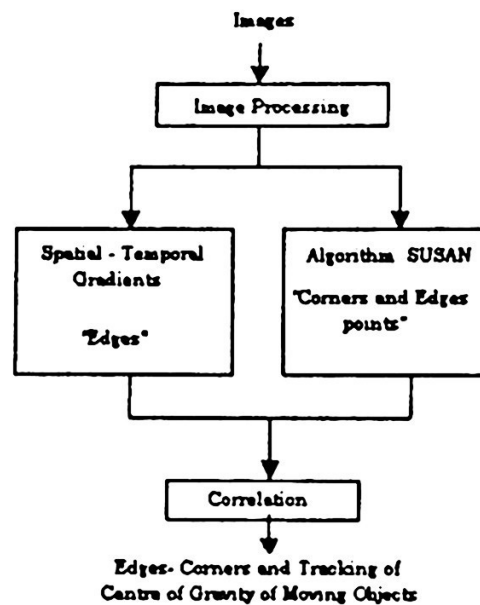 Images
Image Processing
Spatial - Temporal
Gradients
"Edges"
Algorithm SUSAN
"Corners and Edges
points"
Correlation
Edges- Corners and Tracking of
Centre of Gravity of Moving Objects